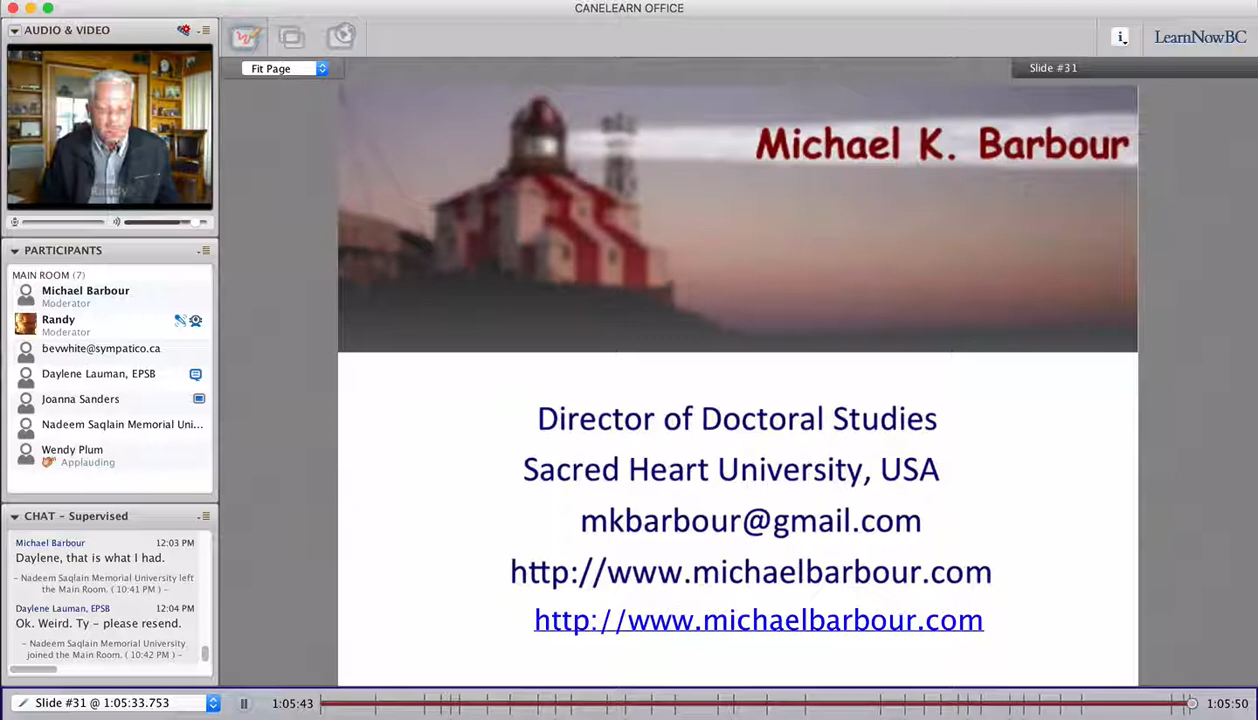 CANELEARN OFFICE
AUDIO & VIDEO
Randy
PARTICIPANTS
MAIN ROOM (7)
Michael Barbour
Moderator
Randy
Moderator
bevwhite@sympatico.ca
Daylene Lauman, EPSB
Joanna Sanders
Nadeem Saqlain Memorial Uni...
Wendy Plum
Applauding
CHAT - Supervised
Michael Barbour 12:03 PM
Daylene, that is what I had.
- Nadeem Saqlain Memorial University left
the Main Room. ( 10:41 PM ) -
Daylene Lauman, EPSB 12:04 PM
Ok. Weird. Ty - please resend.
- Nadeem Saqlain Memorial University
joined the Main Room. ( 10:42 PM ) -
i
LearnNowBC
Fit Page
Slide #31
Michael K. Barbour
Director of Doctoral Studies
Sacred Heart University, USA
mkbarbour@gmail.com
http://www.michaelbarbour.com
http://www.michaelbarbour.com
Slide #31 @ 1:05:33.753
1:05:43
1:05:50